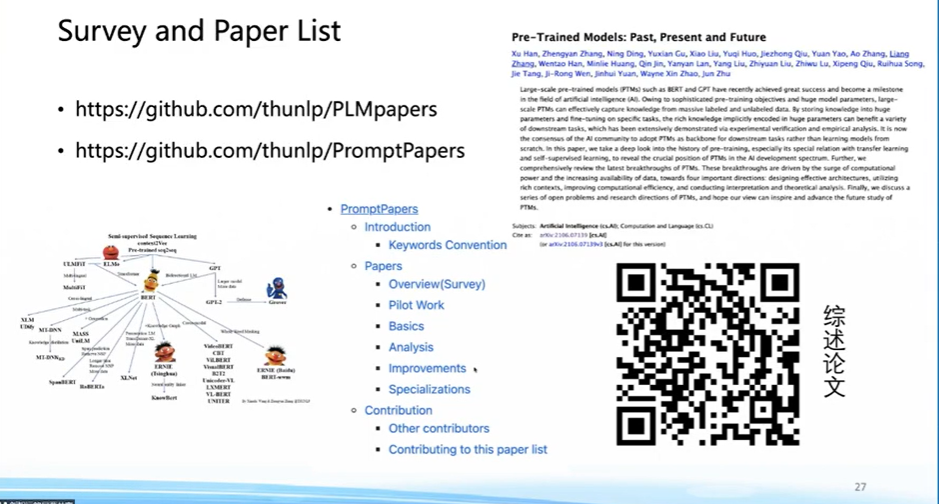 Survey and Paper List
• https://github.com/thunlp/PLMpapers
• https://github.com/thunlp/PromptPapers
Pre-Trained Models: Past, Present and Future
Xu Han, Zhengyan Zhang, Ning Ding, Yuxian Gu, Xiao Liu, Yuqi Huo, Jiezhong Qiu, Yuan Yao, Ao Zhang, Liang
Zhang, Wentao Han, Minlie Huang, Qin Jin, Yanyan Lan, Yang Liu, Zhiyuan Liu, Zhiwu Lu, Xipeng Qiu, Ruihua Song,
Jie Tang, Ji-Rong Wen, Jinhui Yuan, Wayne Xin Zhao, Jun Zhu
Large-scale pre-trained models (PTMs) such as BERT and GPT have recently achieved great success and become a milestone
in the field of artificial intelligence (AI). Owing to sophisticated pre-training objectives and huge model parameters, large-
scale PTMs can effectively capture knowledge from massive labeled and unlabeled data. By storing knowledge into huge
parameters and fine-tuning on specific tasks, the rich knowledge implicitly encoded in huge parameters can benefit a variety
of downstream tasks, which has been extensively demonstrated via experimental verification and empirical analysis. It is now
the consensus of the AI community to adopt PTMs as backbone for downstream tasks rather than learning models from
scratch. In this paper, we take a deep look into the history of pre-training, especially its special relation with transfer learning
and self-supervised learning, to reveal the crucial position of PTMs in the AI development spectrum. Further, we
comprehensively review the latest breakthroughs of PTMs. These breakthroughs are driven by the surge of computational
power and the increasing availability of data, towards four important directions: designing effective architectures, utilizing
rich contexts, improving computational efficiency, and conducting interpretation and theoretical analysis. Finally, we discuss a
series of open problems and research directions of PTMs, and hope our view can inspire and advance the future study of
PTMs.
Subjects: Artificial Intelligence (cs.AI); Computation and Language (cs.CL)
Cite as: arXiv:2106.07139 [cs.AI]
(or arXiv:2106.07139v3 [cs.AI] for this version)
• PromptPapers
Introduction
Keywords Convention
Papers
Overview(Survey)
Pilot Work
Basics
Analysis
Improvements
Specializations
Contribution
Other contributors
Contributing to this paper list
Semi-supervised Sequence Learning
context2Vec
Pre-trained seq2seq
ULMFiT
ELMo
GPT
MultiFiT
BERT
GPT-2
Grover
XLM
UDify
MT-DNN
MASS
UniLM
SpanBERT
RoBERTa
XLNet
ERNIE
(Tsinghua)
KnowBert
VideoBERT
CBT
ViLBERT
VisualBERT
B2T2
Unicoder-VL
LXMERT
VL-BERT
UNITER
ERNIE (Baidu)
BERT-wwm
综述论文
27